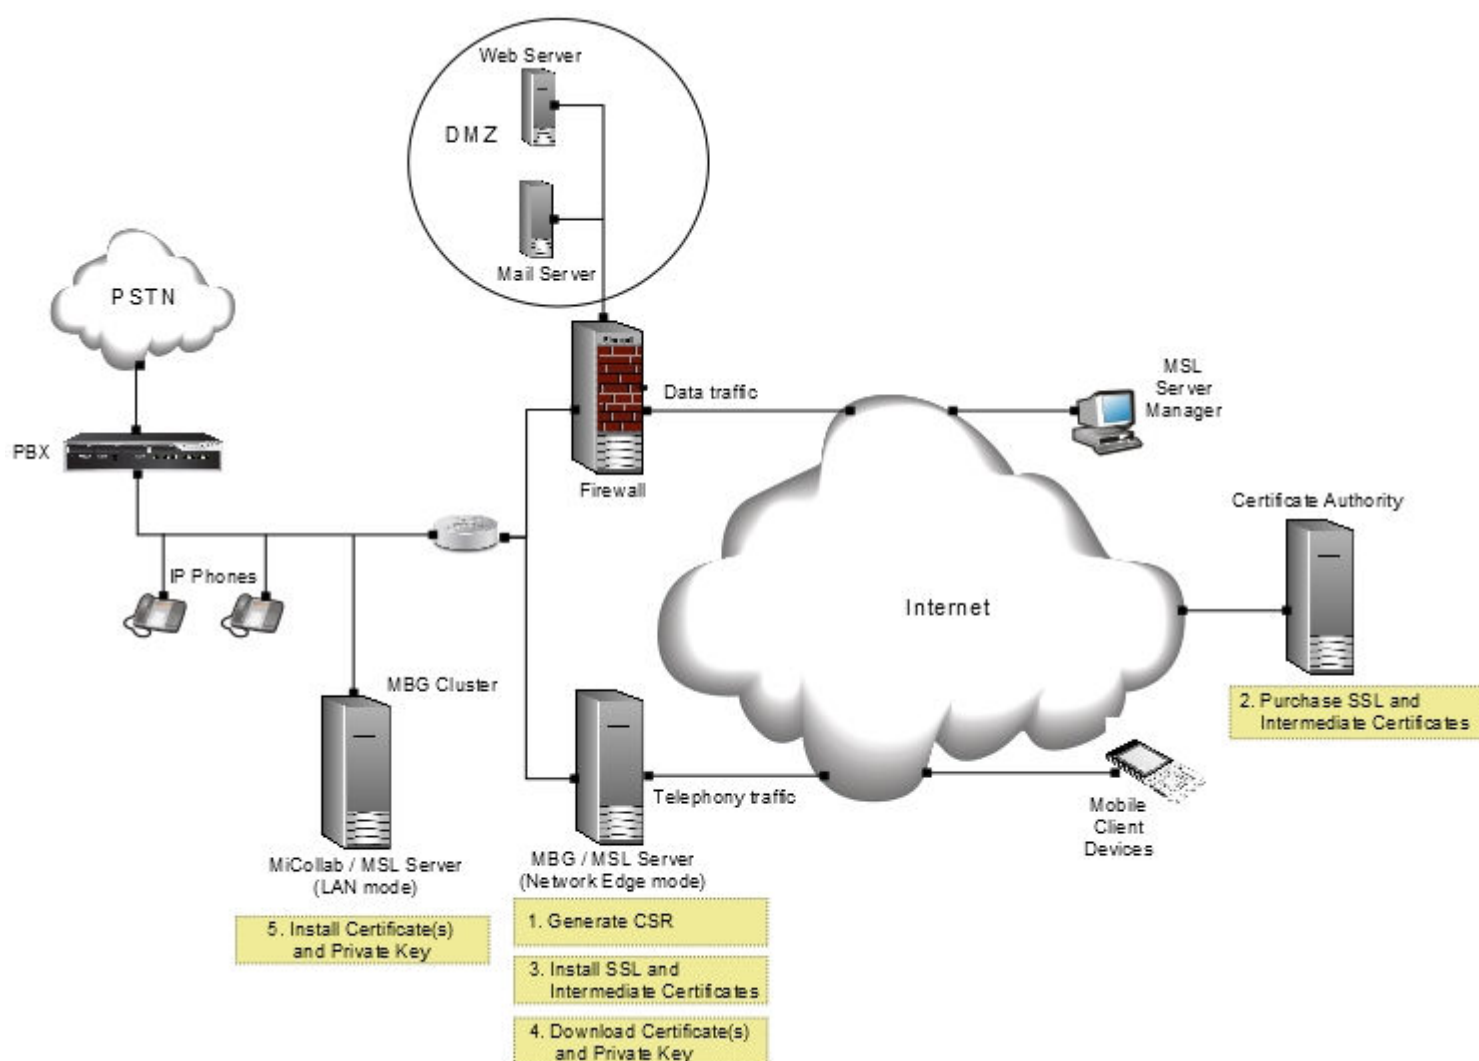 Web Server
DMZ
Mail Server
PSTN
PBX
IP Phones
Firewall
Data traffic
MSL
Server
Manager
Certificate Authority
Internet
2. Purchase SSL and
Intermediate Certificates
MBG Cluster
Telephony traffic
Mobile
Client
Devices
MiCollab / MSL Server
(LAN mode)
MBG / MSL Server
(Network Edge mode)
5. Install Certificate(s)
and Private Key
1. Generate CSR
3. Install SSL and
Intermediate Certificates
4. Download Certificate(s)
and Private Key